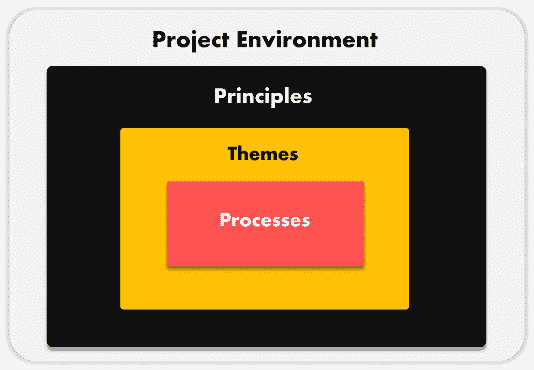 Project Environment
Principles
Themes
Processes